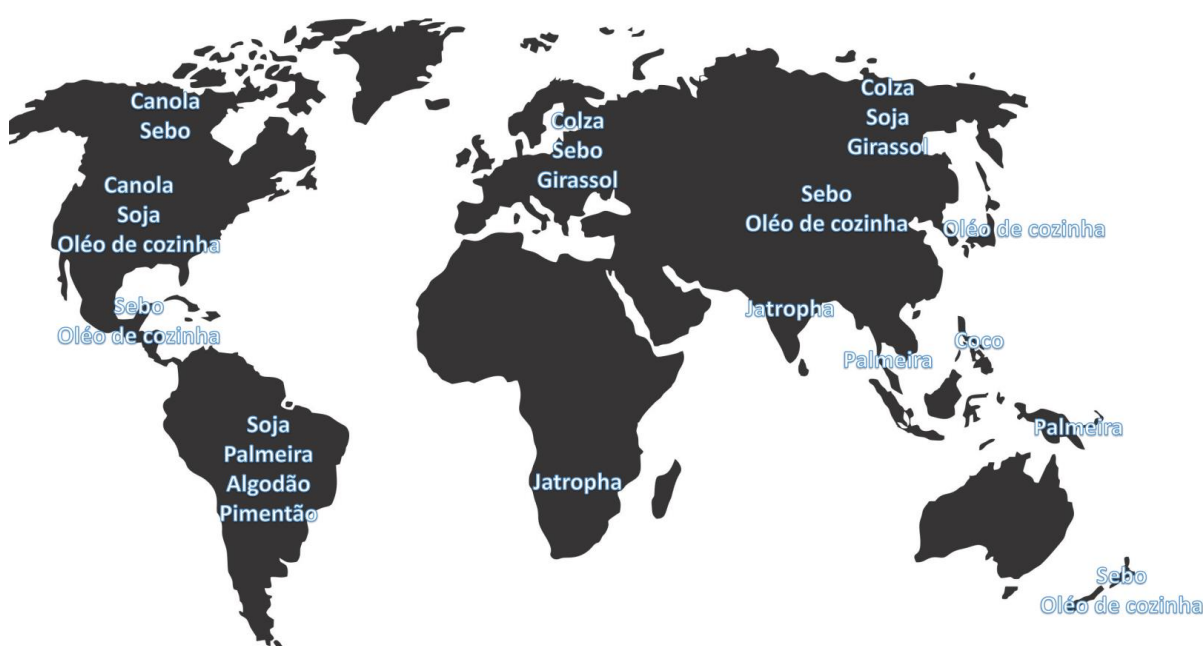 Canola
Sebo
Canola
Soja
Oléo de cozinha
Sebo
Oléo de cozinha
Soja
Palmeira
Algodão
Pimentão
Colza
Sebo
Girassol
Jatropha
Colza
Soja
Girassol
Sebo
Oléo de cozinha
Oléo de cozinha
Jatropha
Palmeira
Coco
Palmeira
Sebo
Oléo de cozinha